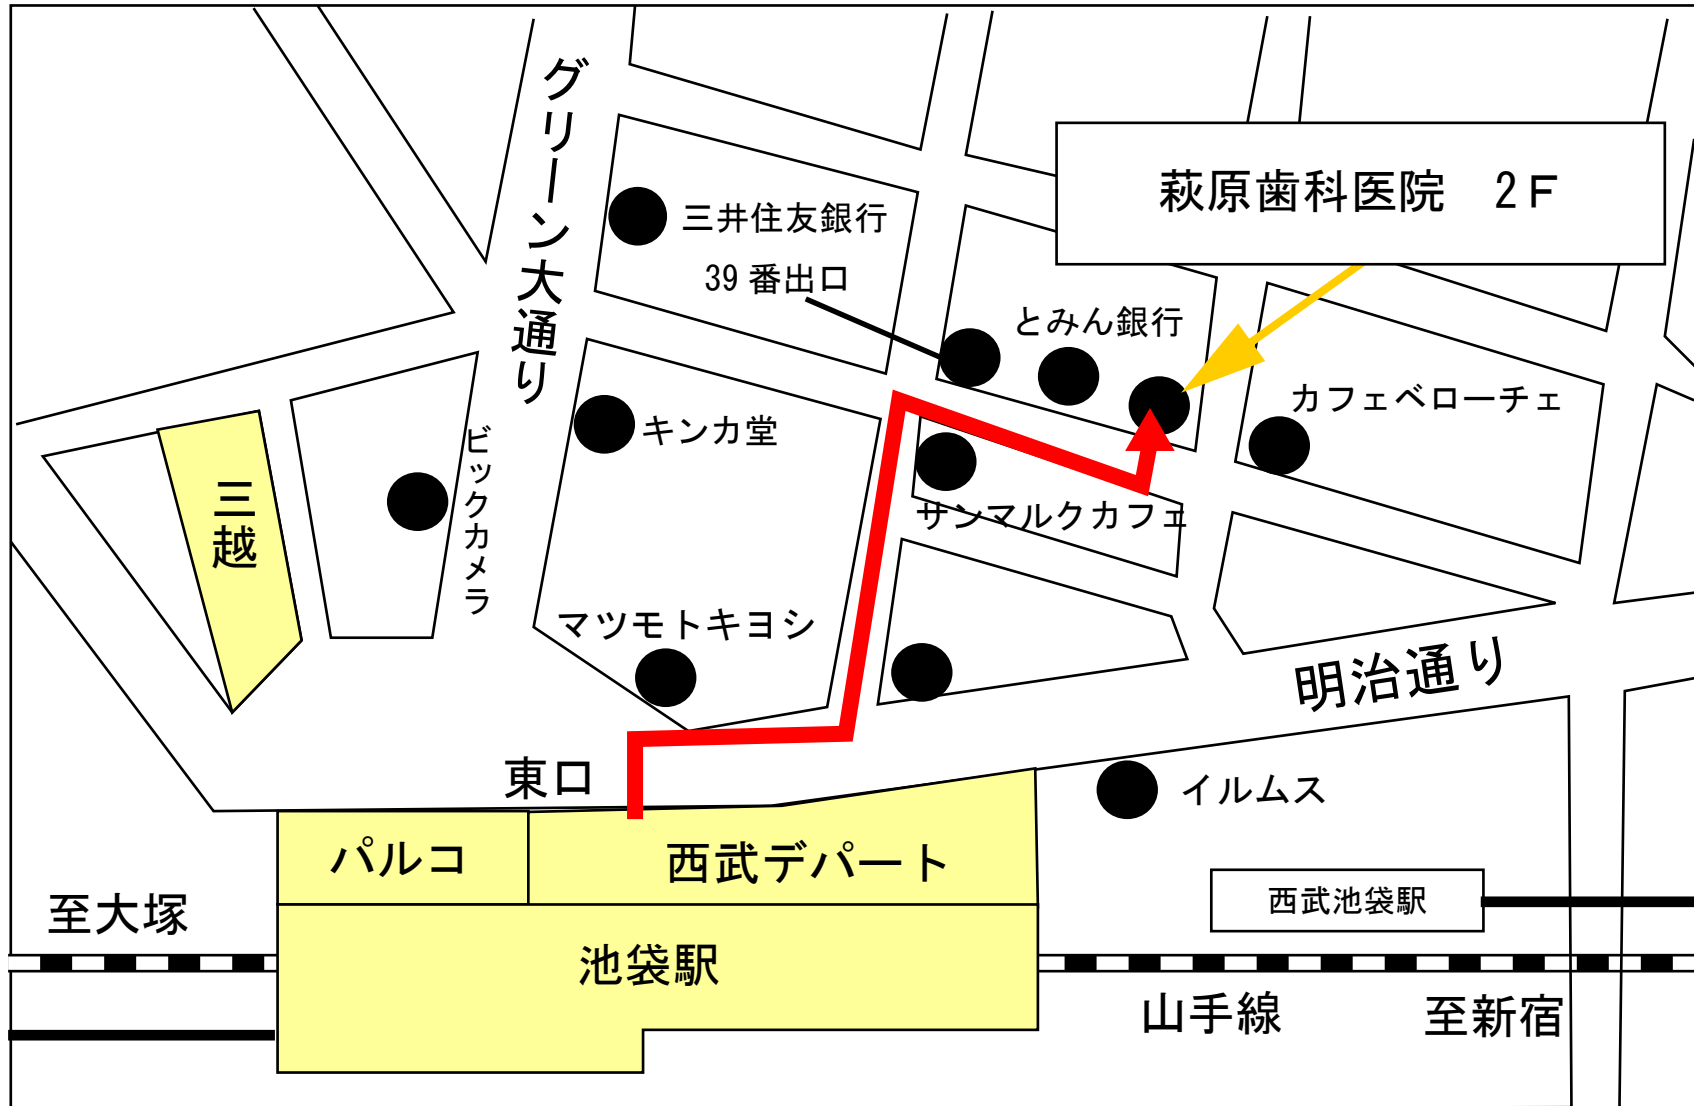 グリーン大通り
三井住友銀行
39番出口
萩原歯科医院　2F
とみん銀行
カフェベローチェ
キンカ堂
ビックカメラ
三越
サンマルクカフェ
マツモトキヨシ
明治通り
東口
イルムス
パルコ
西武デパート
西武池袋駅
至大塚
池袋駅
山手線
至新宿